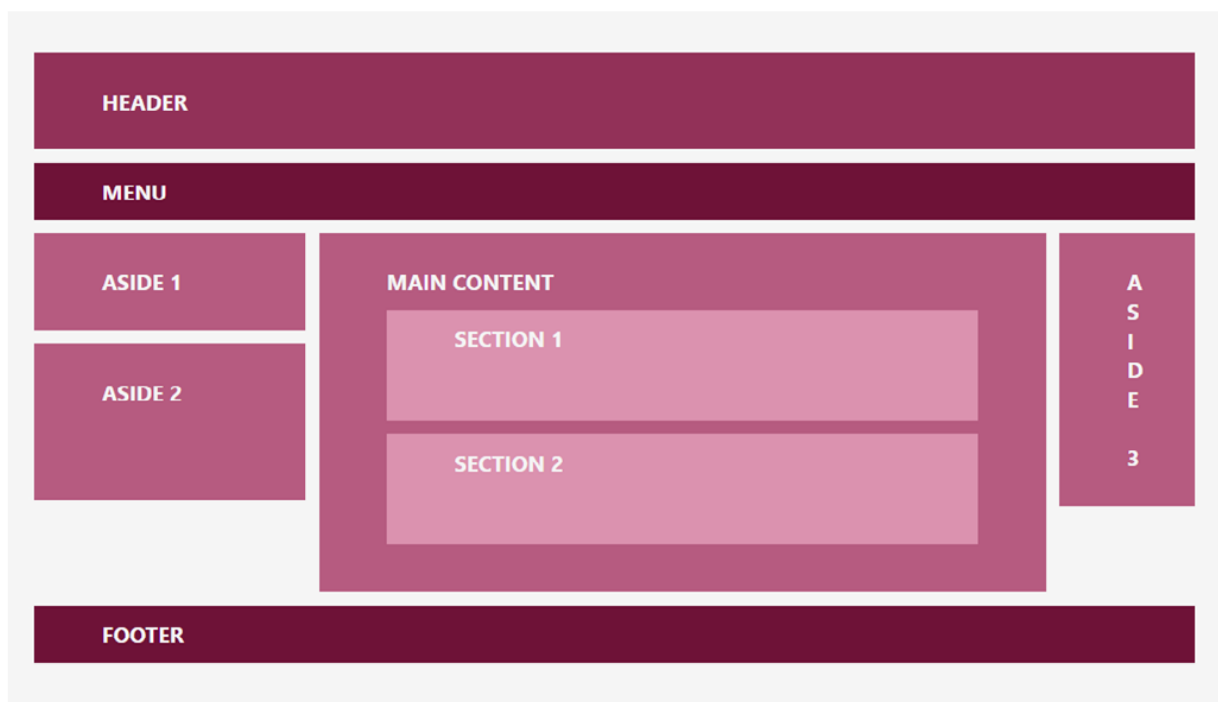 HEADER
MENU
ASIDE 1
ASIDE 2
MAIN CONTENT
SECTION 1
SECTION 2
A
S
I
D
E
3
FOOTER